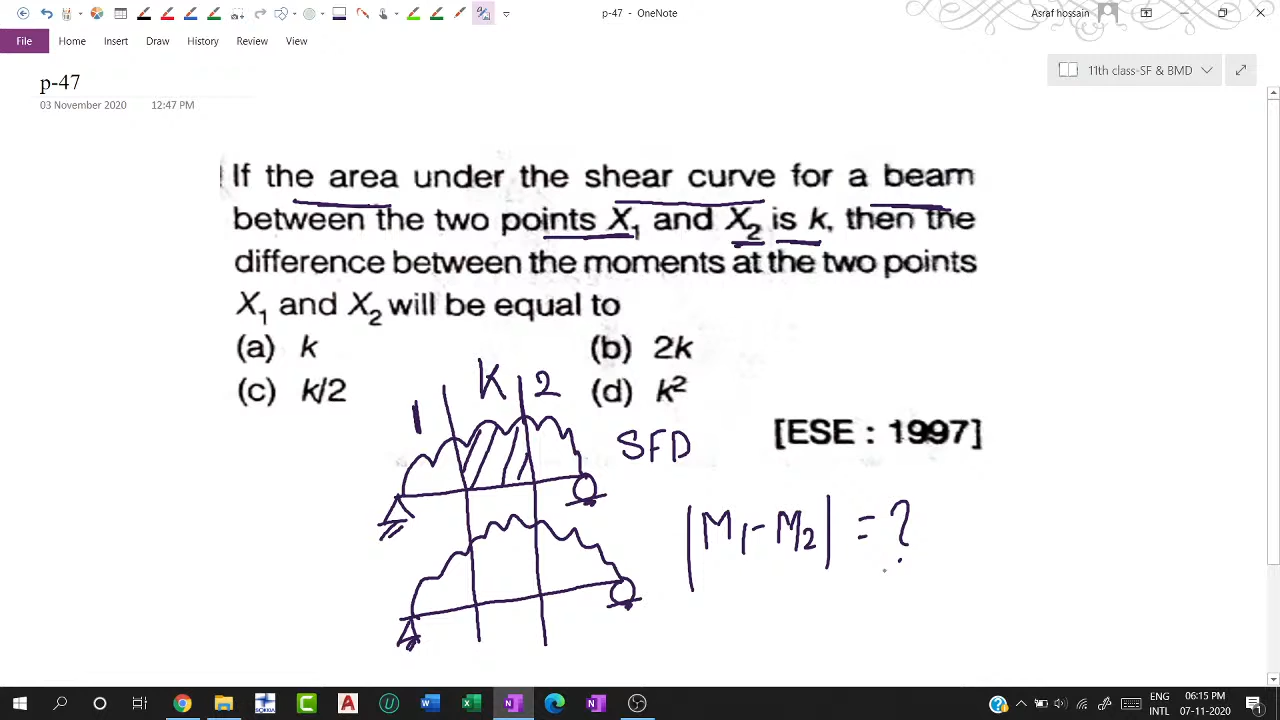 p-47 - OneNote
Asraf hossain
File Home Insert Draw History Review View
11th class-SF & BMD
p-47
03 November 2020 12:47 PM
If the area under the shear curve for a beam
between the two points X₁ and X₂ is k, then the
difference between the moments at the two points
X₁ and X₂ will be equal to
(a) k (b) 2k
(c) k/2 (d) k²
[ESE : 1997]
1 K 2
SFD
|M₁-M₂| = ?
ENG 06:15 PM
INTL 07-11-2020